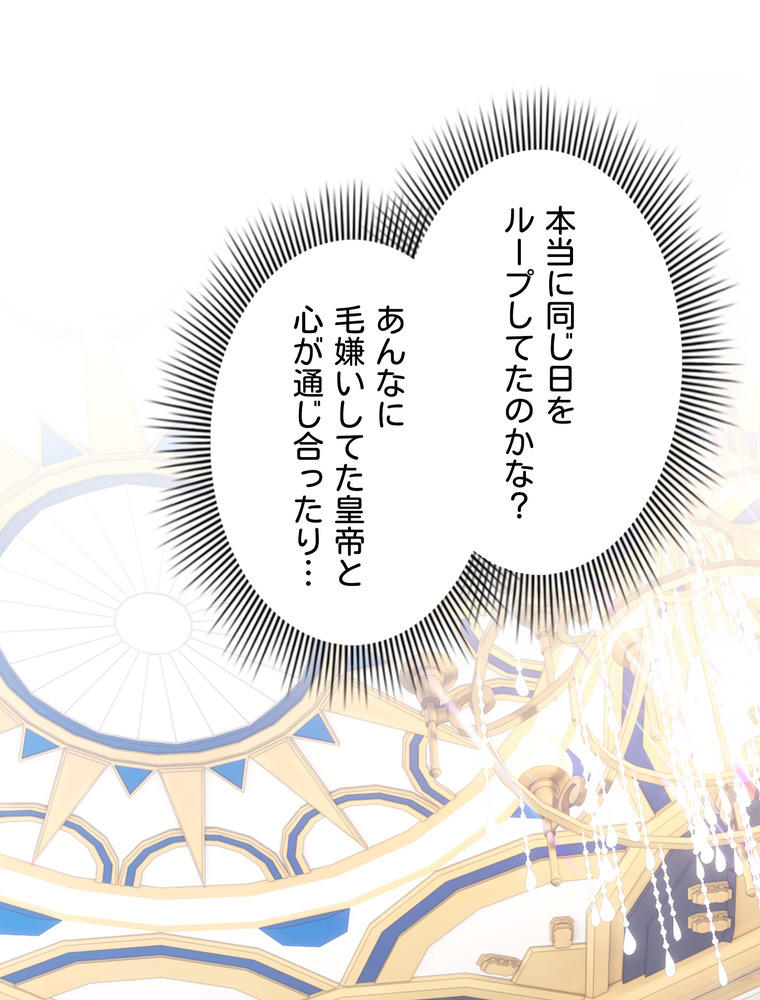 本当に同じ日を
ループしてたのかな？
あんなに
毛嫌いしてた皇帝と
心が通じ合ったり…